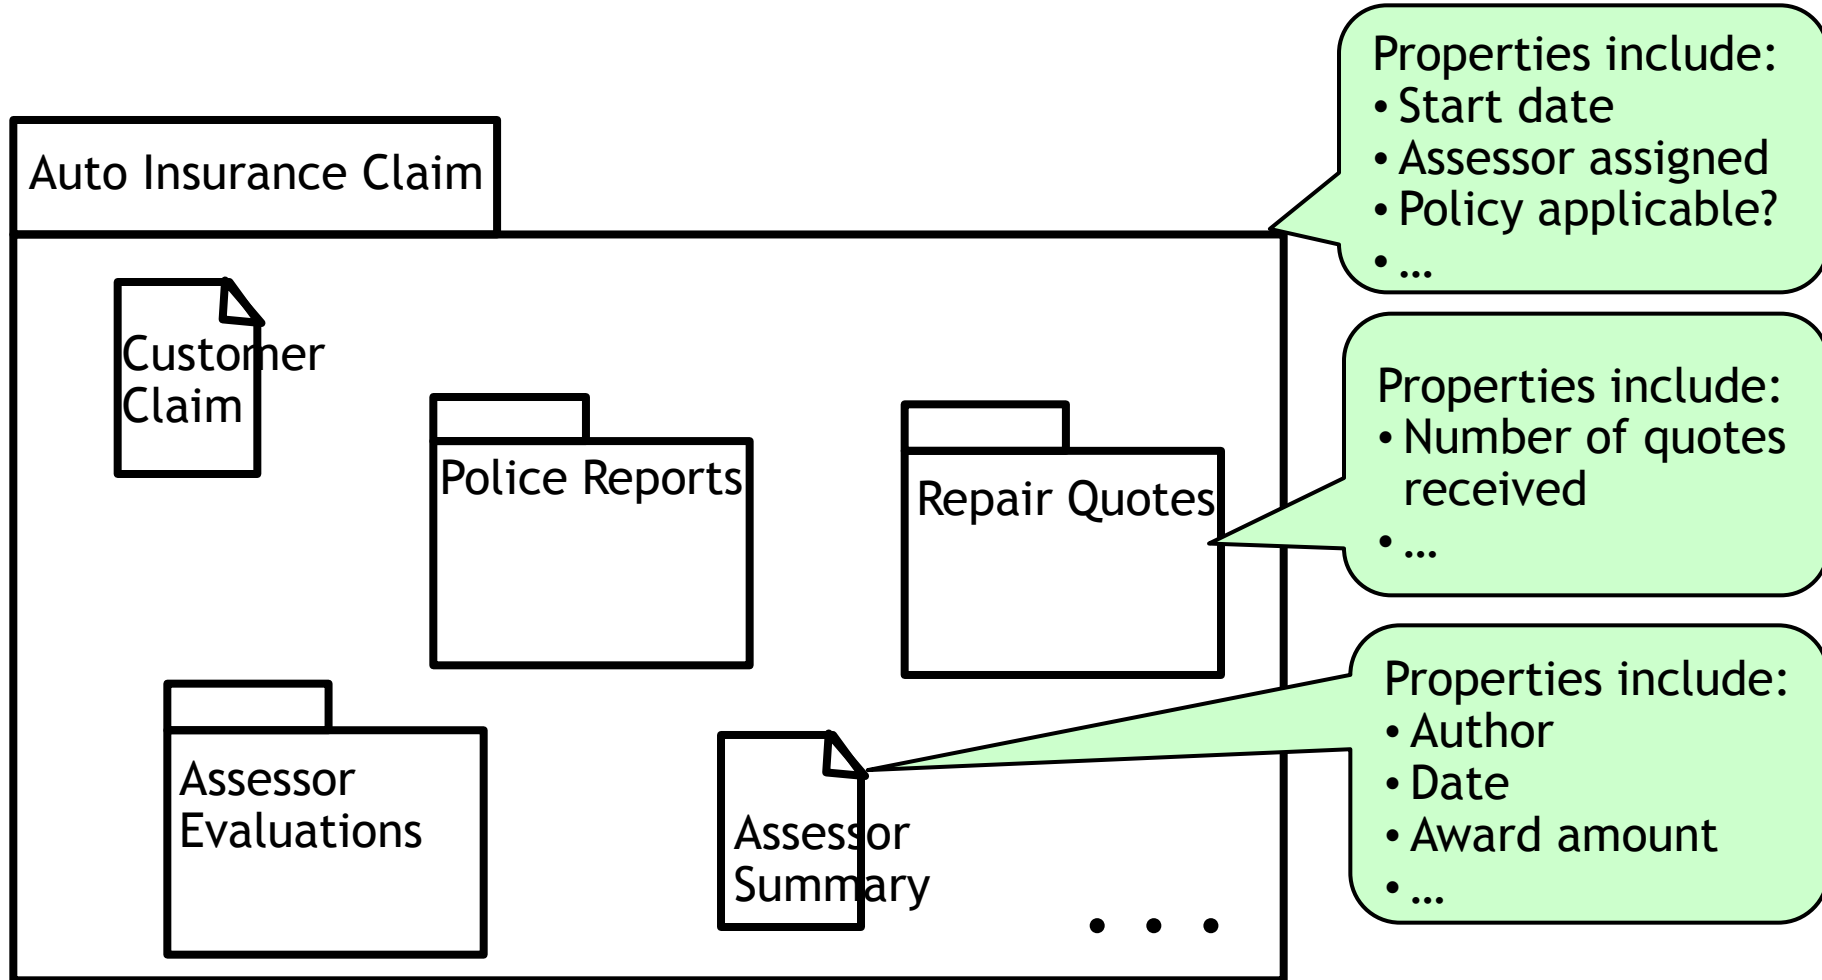 Auto Insurance Claim
Customer
Claim
Police Reports
Repair Quotes
Assessor
Evaluations
Assessor
Summary
. . .
Properties include:
• Start date
• Assessor assigned
• Policy applicable?
• …
Properties include:
• Number of quotes
received
• …
Properties include:
• Author
• Date
• Award amount
• …